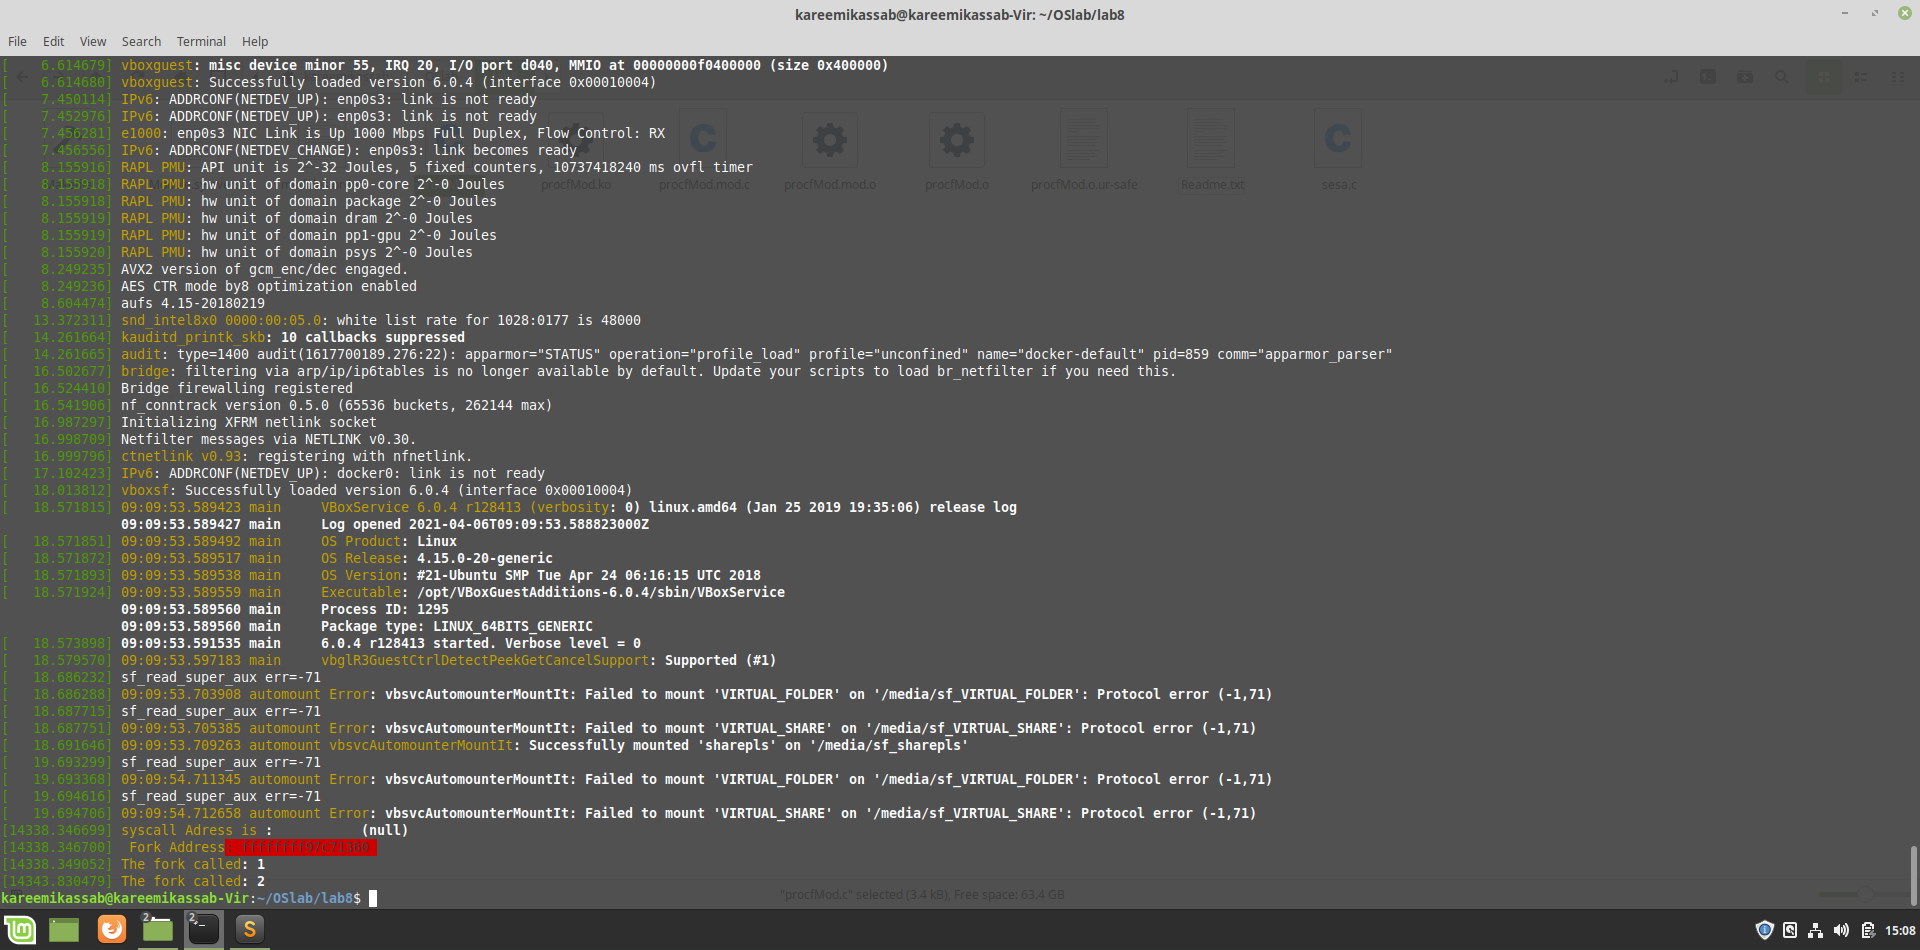 kareemikassab@kareemikassab-Vir: ~/OSlab/lab8
File Edit View Search Terminal Help
[    6.614679] vboxguest: misc device minor 55, IRQ 20, I/O port d040, MMIO at 00000000f0400000 (size 0x400000)
[    6.614680] vboxguest: Successfully loaded version 6.0.4 (interface 0x00010004)
[    7.450114] IPv6: ADDRCONF(NETDEV_UP): enp0s3: link is not ready
[    7.452976] IPv6: ADDRCONF(NETDEV_UP): enp0s3: link is not ready
[    7.456281] e1000: enp0s3 NIC Link is Up 1000 Mbps Full Duplex, Flow Control: RX
[    7.456556] IPv6: ADDRCONF(NETDEV_CHANGE): enp0s3: link becomes ready
[    8.155916] RAPL PMU: API unit is 2^-32 Joules, 5 fixed counters, 10737418240 ms ovfl timer
[    8.155918] RAPL PMU: hw unit of domain pp0-core 2^-0 Joules
[    8.155918] RAPL PMU: hw unit of domain package 2^-0 Joules
[    8.155919] RAPL PMU: hw unit of domain dram 2^-0 Joules
[    8.155919] RAPL PMU: hw unit of domain pp1-gpu 2^-0 Joules
[    8.155920] RAPL PMU: hw unit of domain psys 2^-0 Joules
[    8.249235] AVX2 version of gcm_enc/dec engaged.
[    8.249236] AES CTR mode by8 optimization enabled
[    8.604474] aufs 4.15-20180219
[   13.372311] snd_intel8x0 0000:00:05.0: white list rate for 1028:0177 is 48000
[   14.261664] kauditd_printk_skb: 10 callbacks suppressed
[   14.261665] audit: type=1400 audit(1617700189.276:22): apparmor="STATUS" operation="profile_load" profile="unconfined" name="docker-default" pid=859 comm="apparmor_parser"
[   16.502677] bridge: filtering via arp/ip/ip6tables is no longer available by default. Update your scripts to load br_netfilter if you need this.
[   16.524410] Bridge firewalling registered
[   16.541906] nf_conntrack version 0.5.0 (65536 buckets, 262144 max)
[   16.987297] Initializing XFRM netlink socket
[   16.998709] Netfilter messages via NETLINK v0.30.
[   16.999796] ctnetlink v0.93: registering with nfnetlink.
[   17.102423] IPv6: ADDRCONF(NETDEV_UP): docker0: link is not ready
[   18.013812] vboxsf: Successfully loaded version 6.0.4 (interface 0x00010004)
[   18.571815] 09:09:53.589423 main     VBoxService 6.0.4 r128413 (verbosity: 0) linux.amd64 (Jan 25 2019 19:35:06) release log
09:09:53.589427 main     Log opened 2021-04-06T09:09:53.588823000Z
[   18.571851] 09:09:53.589492 main     OS Product: Linux
[   18.571872] 09:09:53.589517 main     OS Release: 4.15.0-20-generic
[   18.571893] 09:09:53.589538 main     OS Version: #21-Ubuntu SMP Tue Apr 24 06:16:15 UTC 2018
[   18.571924] 09:09:53.589559 main     Executable: /opt/VBoxGuestAdditions-6.0.4/sbin/VBoxService
09:09:53.589560 main     Process ID: 1295
09:09:53.589560 main     Package type: LINUX_64BITS_GENERIC
[   18.573898] 09:09:53.591535 main     6.0.4 r128413 started. Verbose level = 0
[   18.579570] 09:09:53.597183 main     vbglR3GuestCtrlDetectPeekGetCancelSupport: Supported (#1)
[   18.686232] sf_read_super_aux err=-71
[   18.686288] 09:09:53.703908 automount Error: vbsvcAutomounterMountIt: Failed to mount 'VIRTUAL_FOLDER' on '/media/sf_VIRTUAL_FOLDER': Protocol error (-1,71)
[   18.687715] sf_read_super_aux err=-71
[   18.687751] 09:09:53.705385 automount Error: vbsvcAutomounterMountIt: Failed to mount 'VIRTUAL_SHARE' on '/media/sf_VIRTUAL_SHARE': Protocol error (-1,71)
[   18.691646] 09:09:53.709263 automount vbsvcAutomounterMountIt: Successfully mounted 'sharepls' on '/media/sf_sharepls'
[   19.693299] sf_read_super_aux err=-71
[   19.693368] 09:09:54.711345 automount Error: vbsvcAutomounterMountIt: Failed to mount 'VIRTUAL_FOLDER' on '/media/sf_VIRTUAL_FOLDER': Protocol error (-1,71)
[   19.694616] sf_read_super_aux err=-71
[   19.694706] 09:09:54.712658 automount Error: vbsvcAutomounterMountIt: Failed to mount 'VIRTUAL_SHARE' on '/media/sf_VIRTUAL_SHARE': Protocol error (-1,71)
[14338.346699] syscall Adress is :           (null)
[14338.346700]  Fork Address
[14338.349052] The fork called: 1
[14343.830479] The fork called: 2
kareemikassab@kareemikassab-Vir:~/OSlab/lab8$
procfMod.ko procfMod.mod.c procfMod.mod.o procfMod.o procfMod.o.ur-safe Readme.txt sesa.c
"procfMod.c" selected (3.4 kB), Free space: 63.4 GB
2 2 15:08